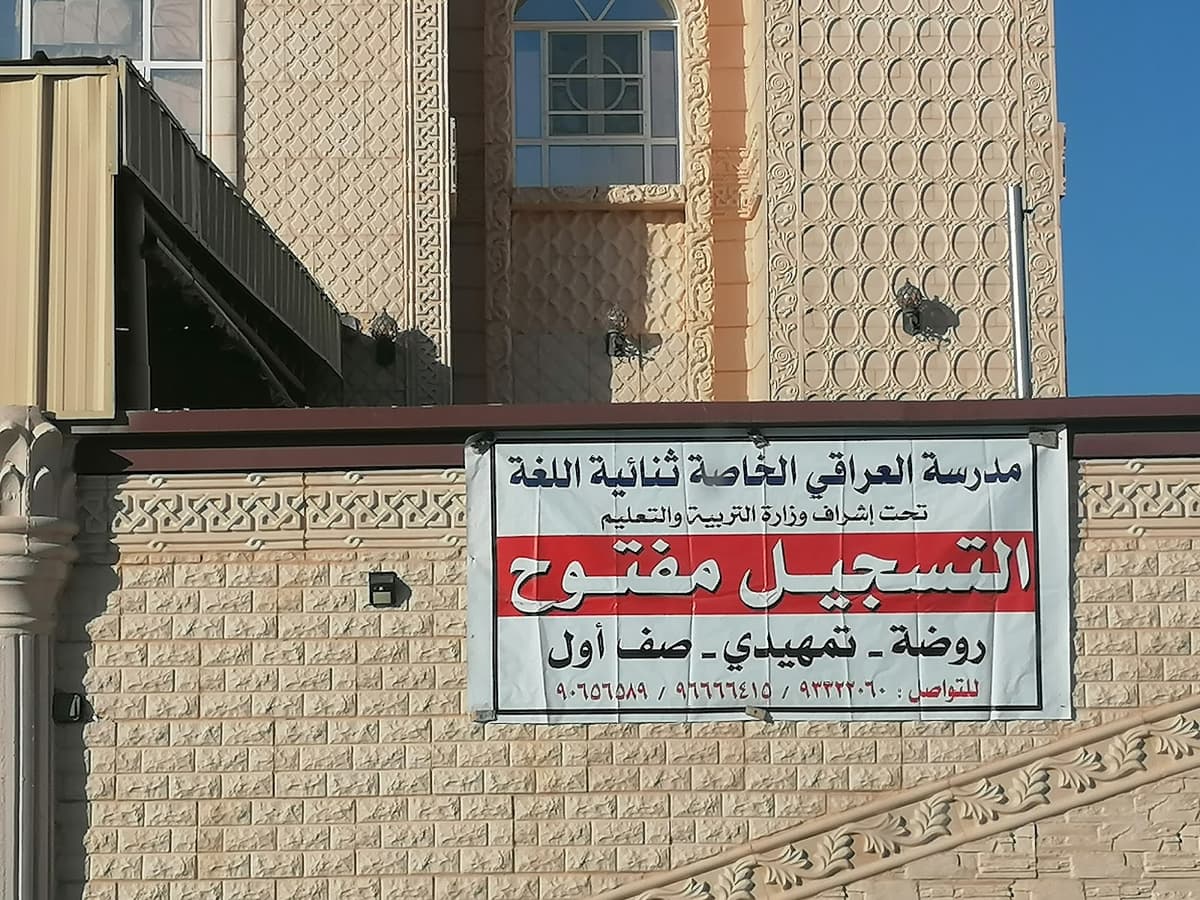 مدرسة العراقي الخاصة ثنائية اللغة
تحت إشراف وزارة التربية والتعليم
التسجيل مفتوح
روضة - تمهيدي - صف أول
للتواصل : ٩٣٣٢٢٠٦٠ / ٩٦٦٦٦٤١٥ / ٩٠٦٥٦٥٨٩